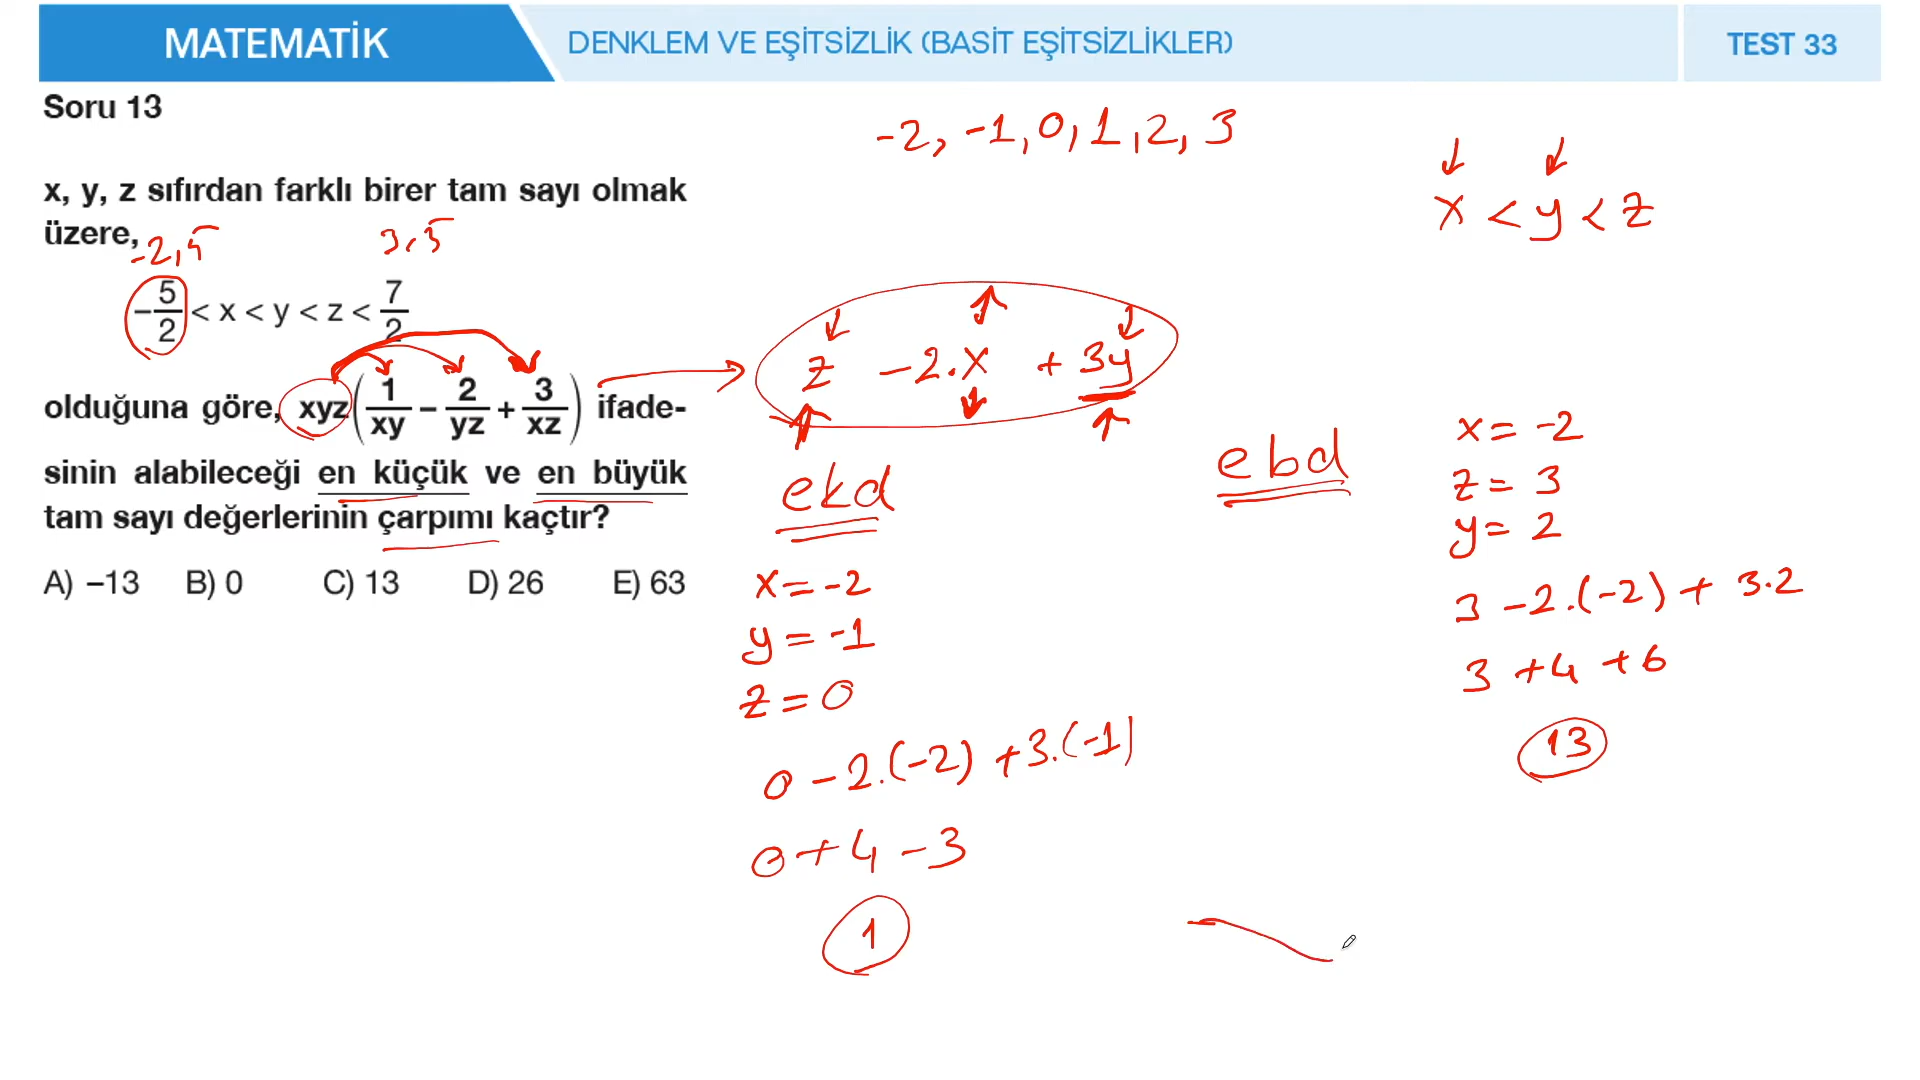 MATEMATİK
DENKLEM VE EŞİTSİZLİK (BASİT EŞİTSİZLİKLER)
TEST 33
Soru 13
x, y, z sıfırdan farklı birer tam sayı olmak
üzere,
-2,5
3,5
-5/2 < x < y < z < 7/2
olduğuna göre, xyz(1/xy - 2/yz + 3/xz) ifade-
sinin alabileceği en küçük ve en büyük
tam sayı değerlerinin çarpımı kaçtır?
A) –13 B) 0 C) 13 D) 26 E) 63
-2, -1, 0, 1, 2, 3
x < y < z
z - 2.x + 3y
ekd
x = -2
y = -1
z = 0
0 - 2.(-2) + 3.(-1)
0 + 4 - 3
1
ebd
x = -2
z = 3
y = 2
3 - 2.(-2) + 3.2
3 + 4 + 6
13